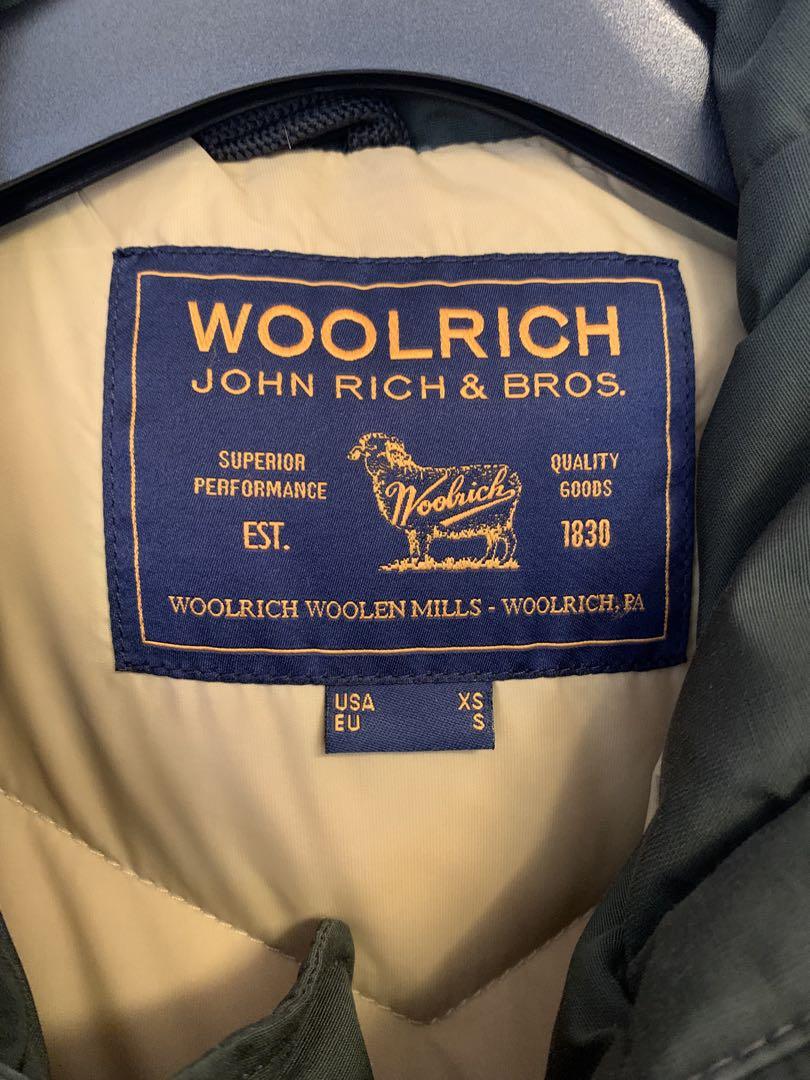 WOOLRICH
JOHN RICH & BROS.
SUPERIOR
PERFORMANCE
EST.
Woolrich
QUALITY
GOODS
1830
WOOLRICH WOOLEN MILLS - WOOLRICH, PA
USA XS
EU S